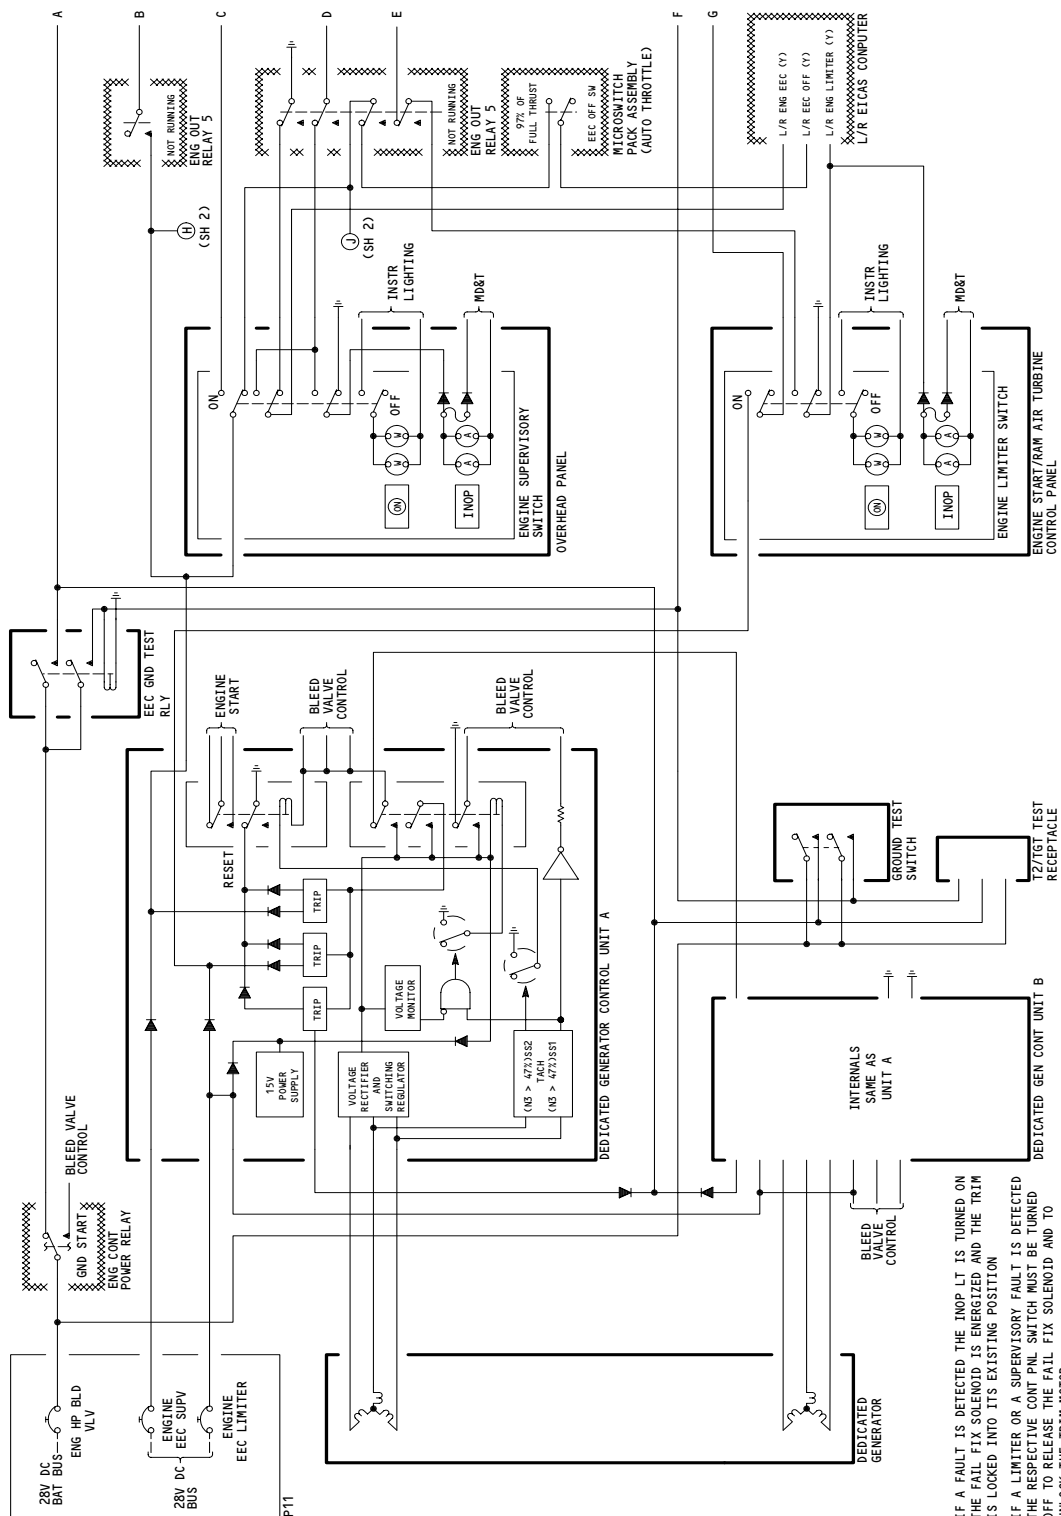 A
B
C
D
E
F
G
NOT RUNNING
ENG OUT
RELAY 5
H
(SH 2)
NOT RUNNING
ENG OUT
RELAY 5
J
(SH 2)
97% OF
FULL THRUST
EEC OFF SW
MICROSWITCH
PACK ASSEMBLY
(AUTO THROTTLE)
L/R ENG EEC (Y)
L/R EEC OFF (Y)
L/R ENG LIMITER (Y)
L/R EICAS COMPUTER
ON
OFF
INSTR
LIGHTING
MD&T
W
W
A
A
ON
INOP
ENGINE SUPERVISORY
SWITCH
OVERHEAD PANEL
ON
OFF
INSTR
LIGHTING
MD&T
W
W
A
A
ON
INOP
ENGINE LIMITER SWITCH
ENGINE START/RAM AIR TURBINE
CONTROL PANEL
EEC GND TEST
RLY
ENGINE
START
BLEED
VALVE
CONTROL
BLEED
VALVE
CONTROL
RESET
TRIP
TRIP
TRIP
VOLTAGE
MONITOR
15V
POWER
SUPPLY
VOLTAGE
RECTIFIER
AND
SWITCHING
REGULATOR
(N3 > 47%)SS2
TACH
(N3 > 47%)SS1
DEDICATED GENERATOR CONTROL UNIT A
GROUND TEST
SWITCH
T2/TGT TEST
RECEPTACLE
INTERNALS
SAME AS
UNIT A
DEDICATED GEN CONT UNIT B
BLEED
VALVE
CONTROL
BLEED VALVE
CONTROL
GND START
ENG CONT
POWER RELAY
28V DC
BAT BUS
ENG HP BLD
VLV
28V DC
BUS
ENGINE
EEC SUPV
ENGINE
EEC LIMITER
P11
DEDICATED
GENERATOR
IF A FAULT IS DETECTED THE INOP LT IS TURNED ON
THE FAIL FIX SOLENOID IS ENERGIZED AND THE TRIM
IS LOCKED INTO ITS EXISTING POSITION
IF A LIMITER OR A SUPERVISORY FAULT IS DETECTED
THE RESPECTIVE CONT PNL SWITCH MUST BE TURNED
OFF TO RELEASE THE FAIL FIX SOLENOID AND TO